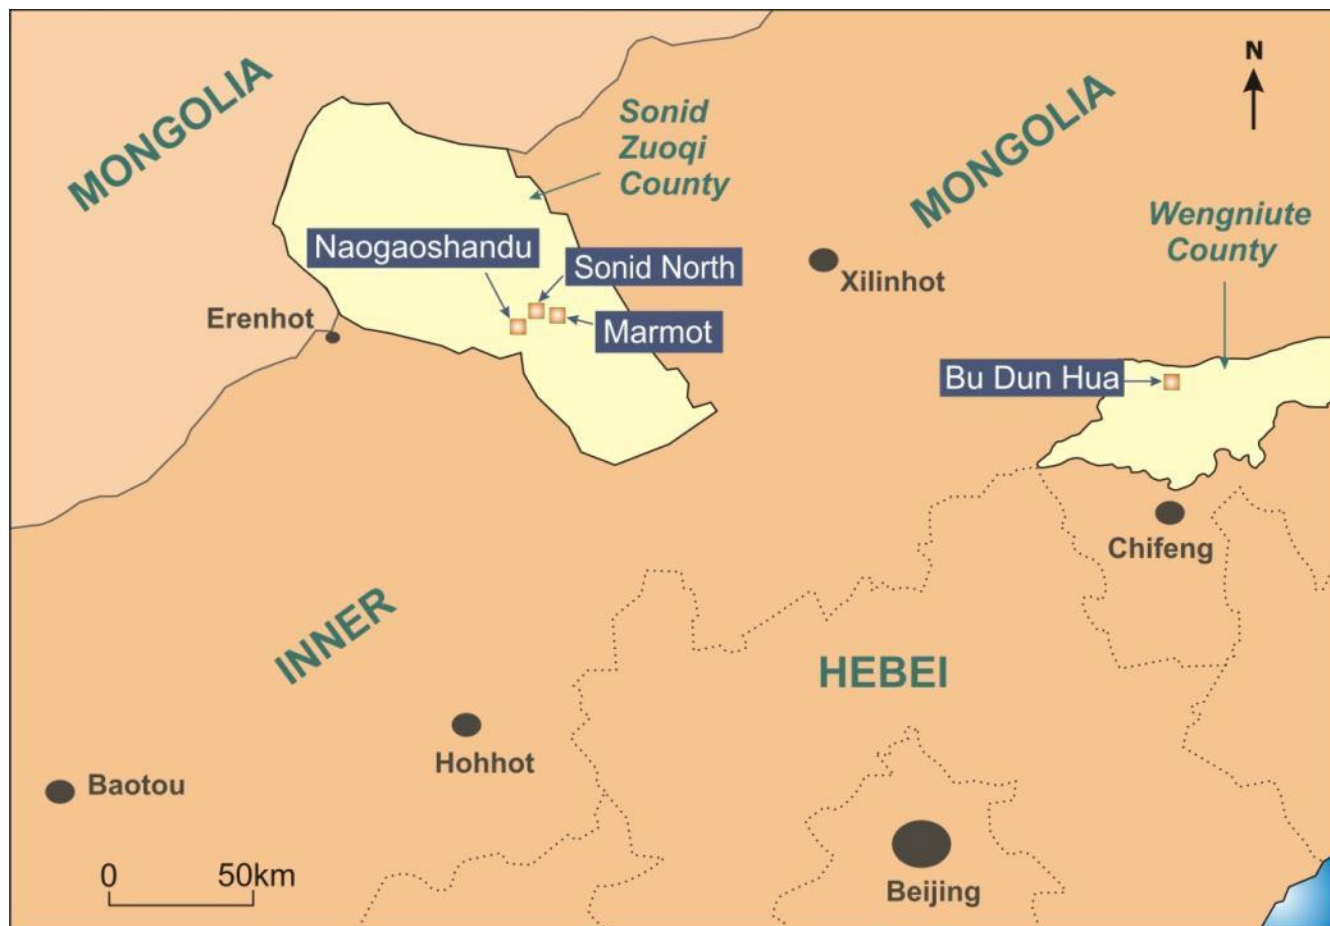 N
MONGOLIA
Sonid
Zuoqi
County
MONGOLIA
Wengniute
County
Naogaoshandu
Sonid North
Xilinhot
Erenhot
Marmot
Bu Dun Hua
Chifeng
INNER
HEBEI
Hohhot
Baotou
0 50km
Beijing